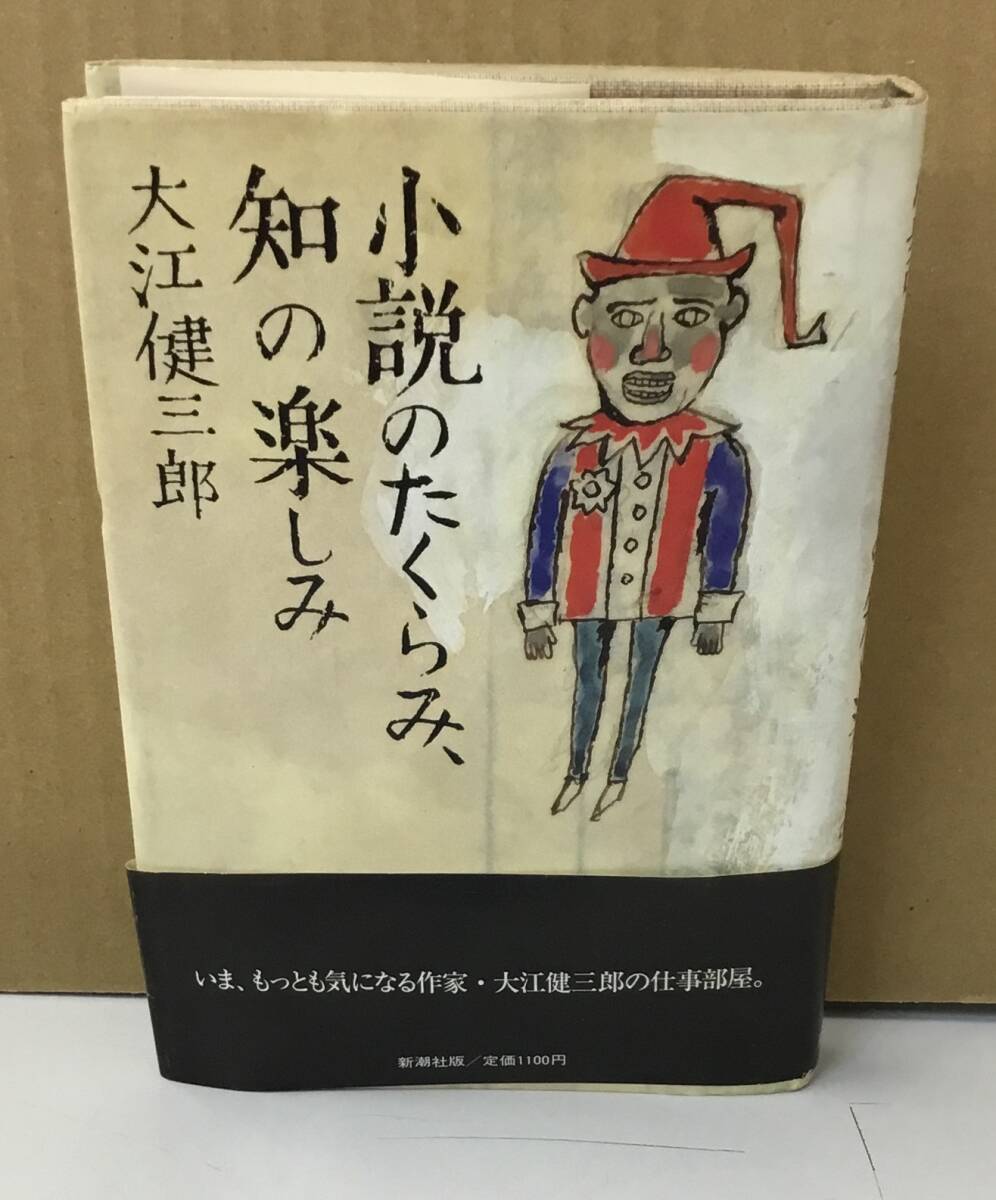 小説のたくらみ、
知の楽しみ
大江健三郎
いま、もっとも気になる作家・大江健三郎の仕事部屋。
新潮社版／定価1100円